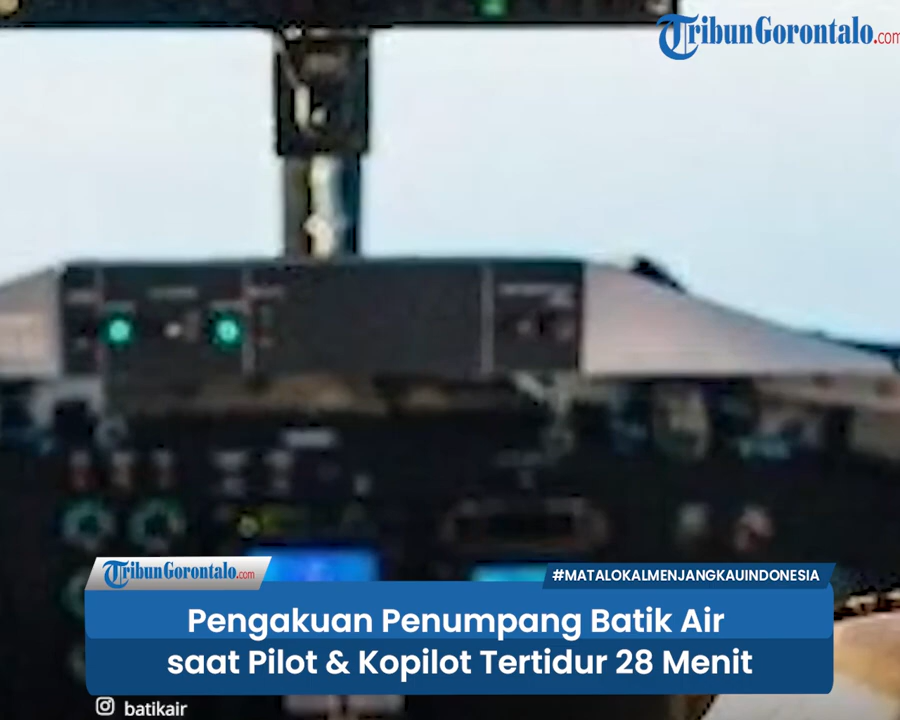 TribunGorontalo.com
TribunGorontalo.com
#MATALOKALMENJANGKAUINDONESIA
Pengakuan Penumpang Batik Air
saat Pilot & Kopilot Tertidur 28 Menit
batikair